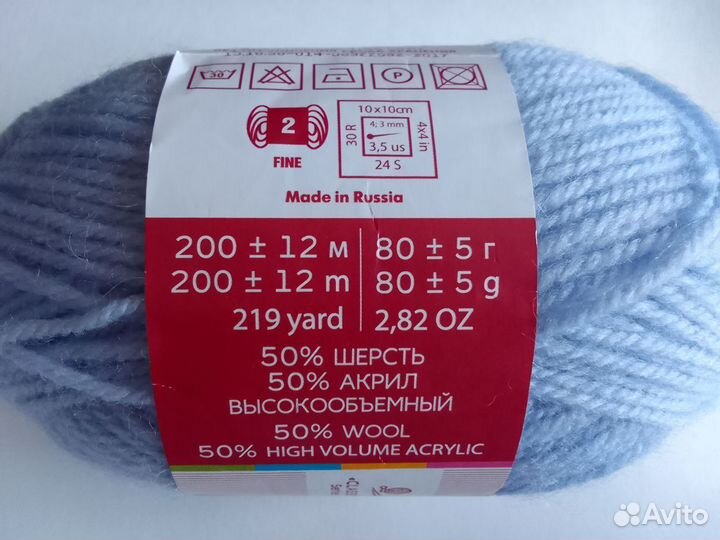 30
P
2
FINE
10x10cm
30 R
4; 3 mm
3,5 us
4x4 in
24 S
Made in Russia
200 ± 12 м 80 ± 5 г
200 ± 12 m 80 ± 5 g
219 yard 2,82 OZ
50% ШЕРСТЬ
50% АКРИЛ
ВЫСОКООБЪЕМНЫЙ
50% WOOL
50% HIGH VOLUME ACRYLIC
Avito